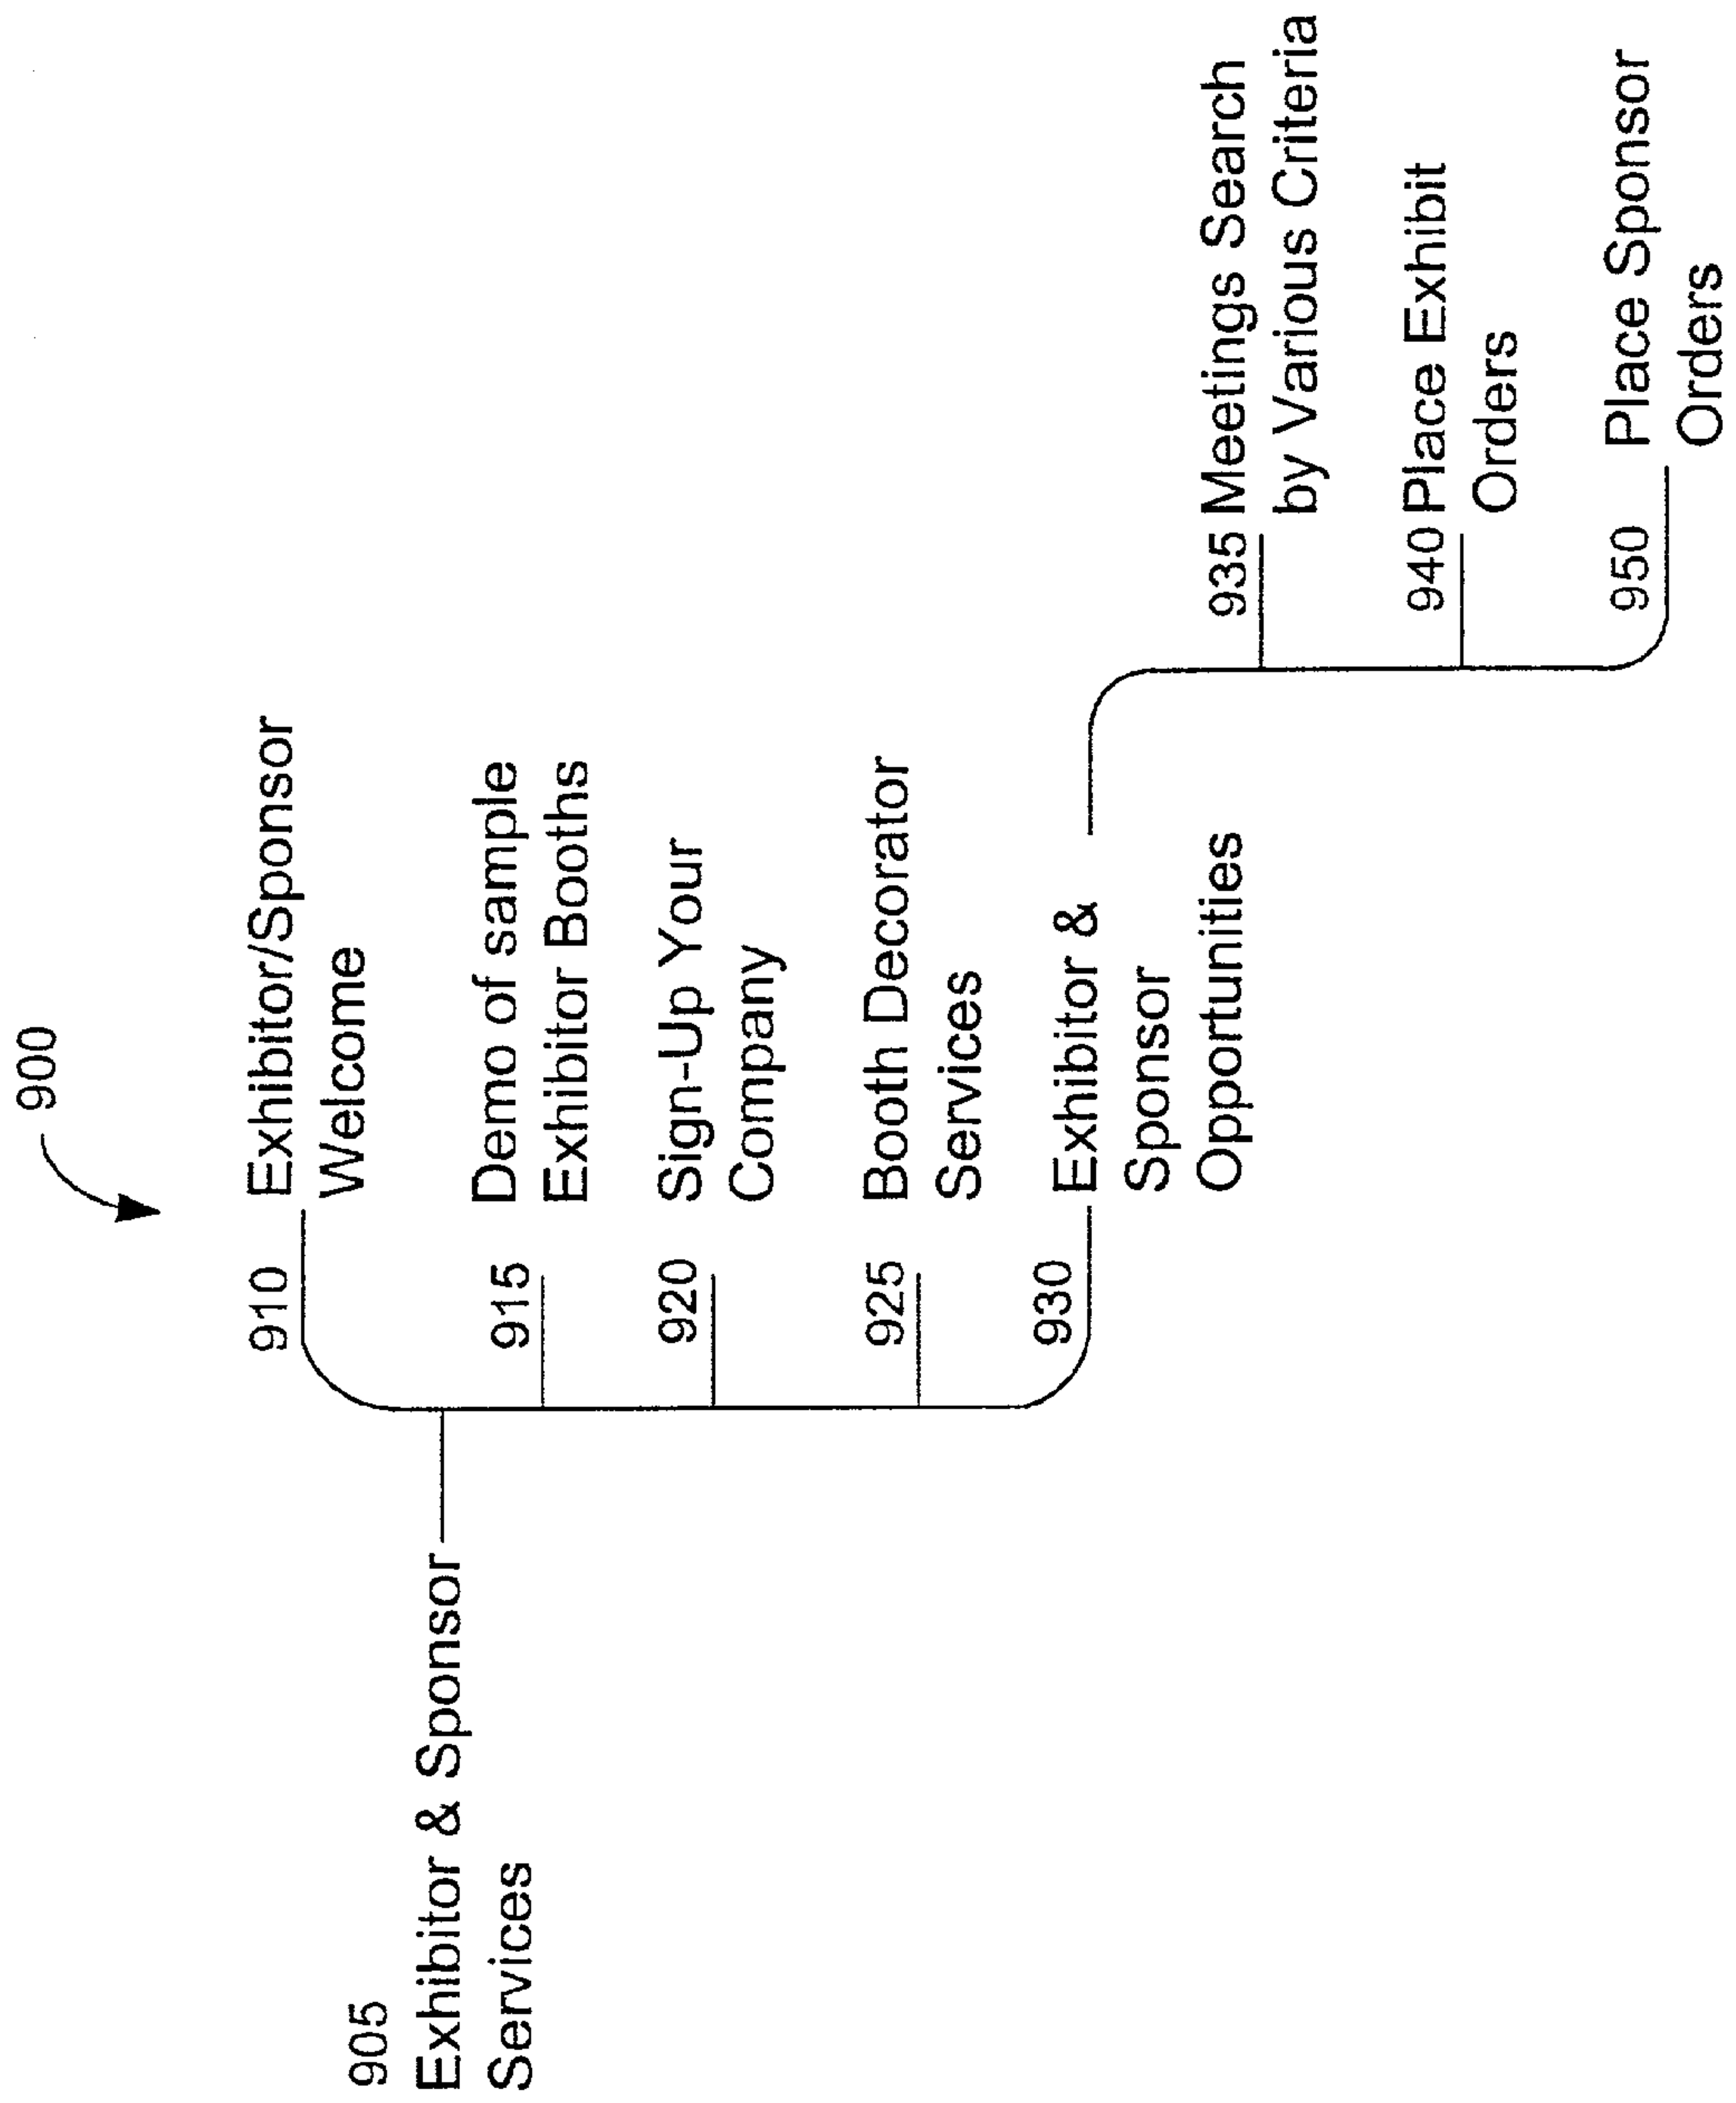 900
905
Exhibitor & Sponsor
Services
910 Exhibitor/Sponsor
Welcome
915 Demo of sample
Exhibitor Booths
920 Sign-Up Your
Company
925 Booth Decorator
Services
930 Exhibitor &
Sponsor
Opportunities
935 Meetings Search
by Various Criteria
940 Place Exhibit
Orders
950 Place Sponsor
Orders